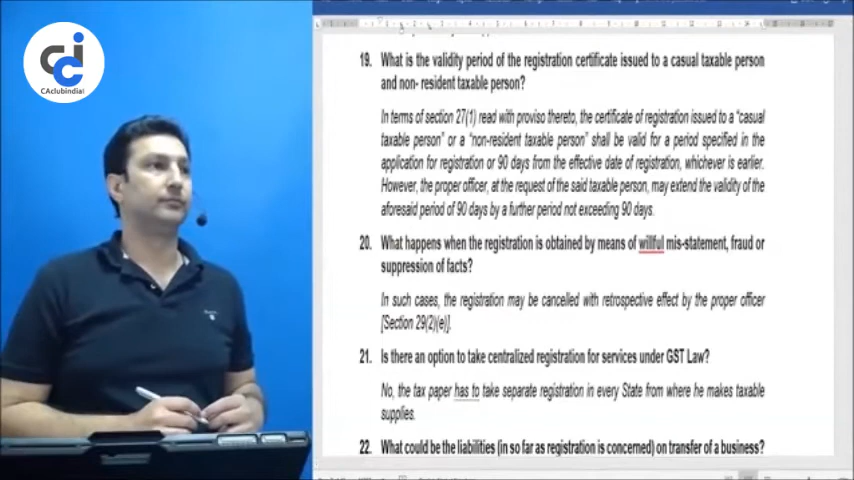 CAclubindia
19. What is the validity period of the registration certificate issued to a casual taxable person
and non- resident taxable person?
In terms of section 27(1) read with proviso thereto, the certificate of registration issued to a "casual
taxable person" or a "non-resident taxable person" shall be valid for a period specified in the
application for registration or 90 days from the effective date of registration, whichever is earlier.
However, the proper officer, at the request of the said taxable person, may extend the validity of the
aforesaid period of 90 days by a further period not exceeding 90 days.
20. What happens when the registration is obtained by means of willful mis-statement, fraud or
suppression of facts?
In such cases, the registration may be cancelled with retrospective effect by the proper officer
[Section 29(2)(e)].
21. Is there an option to take centralized registration for services under GST Law?
No, the tax paper has to take separate registration in every State from where he makes taxable
supplies.
22. What could be the liabilities (in so far as registration is concerned) on transfer of a business?